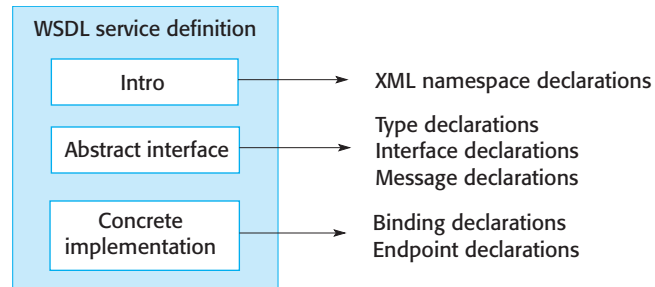 WSDL service definition
Intro
XML namespace declarations
Abstract interface
Type declarations
Interface declarations
Message declarations
Concrete
implementation
Binding declarations
Endpoint declarations